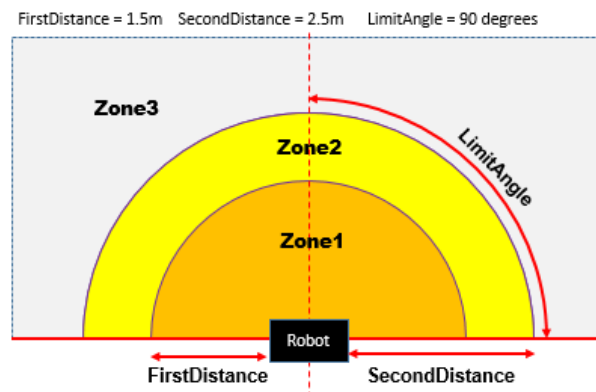 FirstDistance = 1.5m SecondDistance = 2.5m LimitAngle = 90 degrees
Zone3
Zone2
LimitAngle
Zone1
Robot
FirstDistance SecondDistance